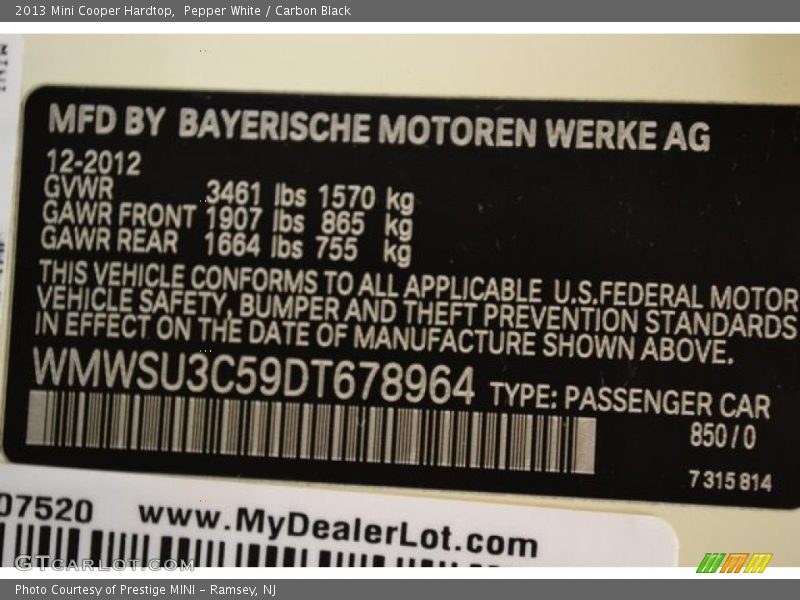 2013 Mini Cooper Hardtop, Pepper White / Carbon Black
MFD BY BAYERISCHE MOTOREN WERKE AG
12-2012
GVWR 3461 lbs 1570 kg
GAWR FRONT 1907 lbs 865 kg
GAWR REAR 1664 lbs 755 kg
THIS VEHICLE CONFORMS TO ALL APPLICABLE U.S.FEDERAL MOTOR
VEHICLE SAFETY, BUMPER AND THEFT PREVENTION STANDARDS
IN EFFECT ON THE DATE OF MANUFACTURE SHOWN ABOVE.
WMWSU3C59DT678964 TYPE: PASSENGER CAR
850/0
7 315 814
07520 www.MyDealerLot.com
GTCarLot.com
Photo Courtesy of Prestige MINI - Ramsey, NJ